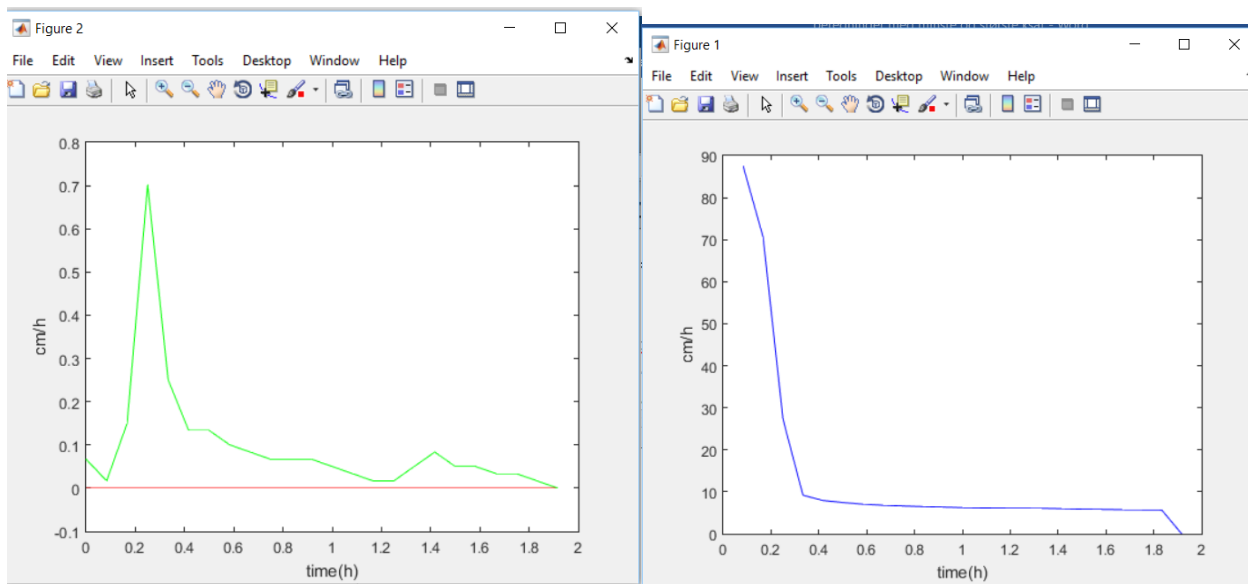 Figure 2
File Edit View Insert Tools Desktop Window Help
0.8
0.7
0.6
0.5
0.4
0.3
0.2
0.1
0
-0.1
cm/h
0 0.2 0.4 0.6 0.8 1 1.2 1.4 1.6 1.8 2
time(h)
Figure 1
File Edit View Insert Tools Desktop Window Help
90
80
70
60
50
40
30
20
10
0
cm/h
0 0.2 0.4 0.6 0.8 1 1.2 1.4 1.6 1.8 2
time(h)